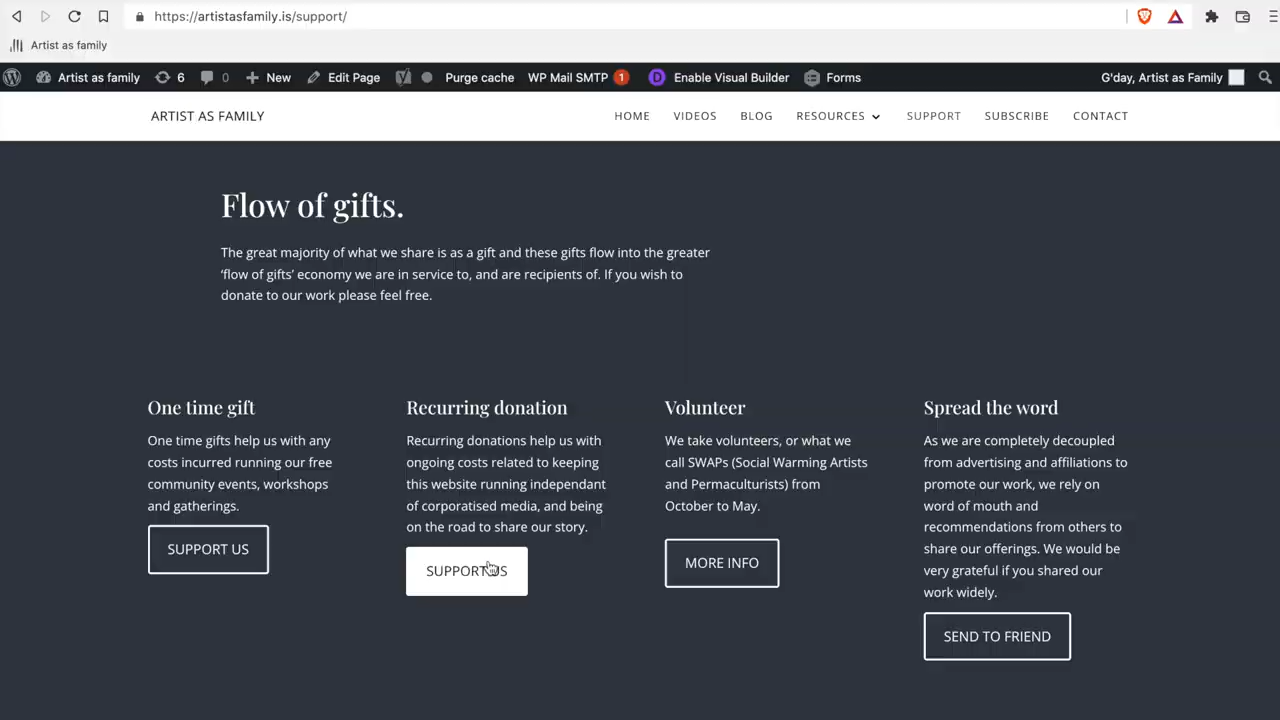 https://artistasfamily.is/support/
Artist as family
Artist as family 6 0 New Edit Page Purge cache WP Mail SMTP 1 D Enable Visual Builder Forms G'day, Artist as Family
ARTIST AS FAMILY HOME VIDEOS BLOG RESOURCES SUPPORT SUBSCRIBE CONTACT
Flow of gifts.
The great majority of what we share is as a gift and these gifts flow into the greater
‘flow of gifts’ economy we are in service to, and are recipients of. If you wish to
donate to our work please feel free.
One time gift
One time gifts help us with any
costs incurred running our free
community events, workshops
and gatherings.
SUPPORT US
Recurring donation
Recurring donations help us with
ongoing costs related to keeping
this website running independant
of corporatised media, and being
on the road to share our story.
SUPPORT US
Volunteer
We take volunteers, or what we
call SWAPs (Social Warming Artists
and Permaculturists) from
October to May.
MORE INFO
Spread the word
As we are completely decoupled
from advertising and affiliations to
promote our work, we rely on
word of mouth and
recommendations from others to
share our offerings. We would be
very grateful if you shared our
work widely.
SEND TO FRIEND